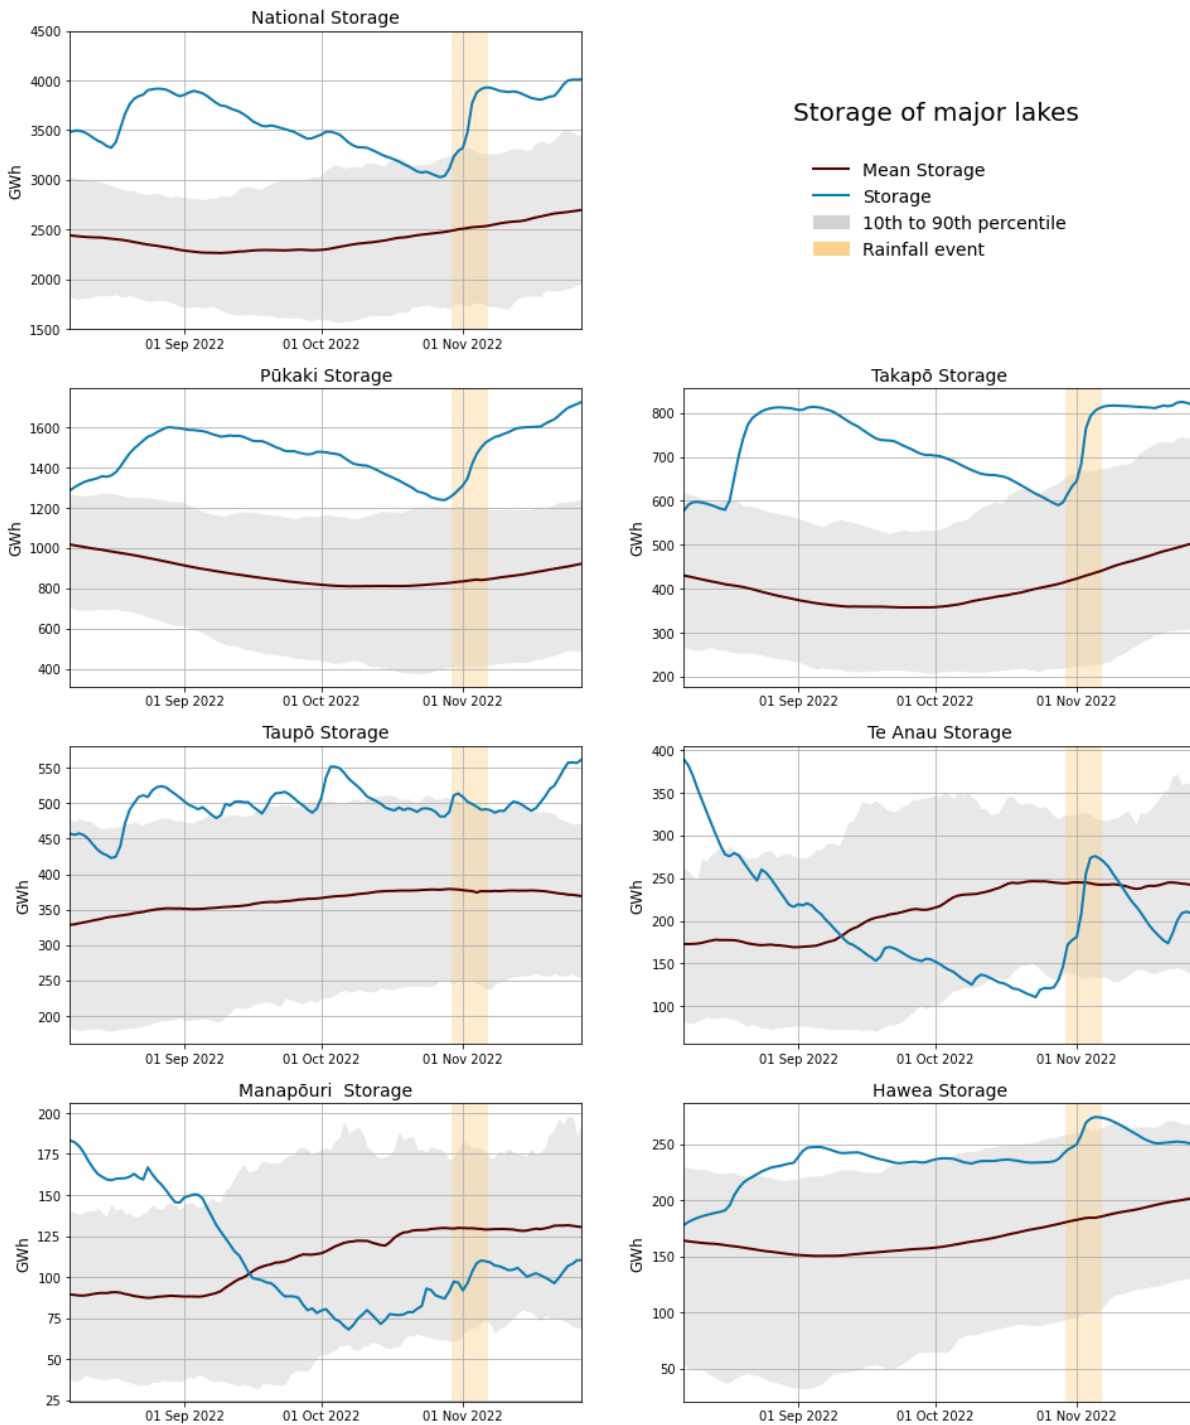 National Storage
4500
4000
3500
3000
2500
2000
1500
GWh
01 Sep 2022 01 Oct 2022 01 Nov 2022
Storage of major lakes
Mean Storage
Storage
10th to 90th percentile
Rainfall event
Pūkaki Storage
1600
1400
1200
1000
800
600
400
GWh
01 Sep 2022 01 Oct 2022 01 Nov 2022
Takapō Storage
800
700
600
500
400
300
200
GWh
01 Sep 2022 01 Oct 2022 01 Nov 2022
Taupō Storage
550
500
450
400
350
300
250
200
GWh
01 Sep 2022 01 Oct 2022 01 Nov 2022
Te Anau Storage
400
350
300
250
200
150
100
GWh
01 Sep 2022 01 Oct 2022 01 Nov 2022
Manapōuri  Storage
200
175
150
125
100
75
50
25
GWh
01 Sep 2022 01 Oct 2022 01 Nov 2022
Hawea Storage
250
200
150
100
50
GWh
01 Sep 2022 01 Oct 2022 01 Nov 2022